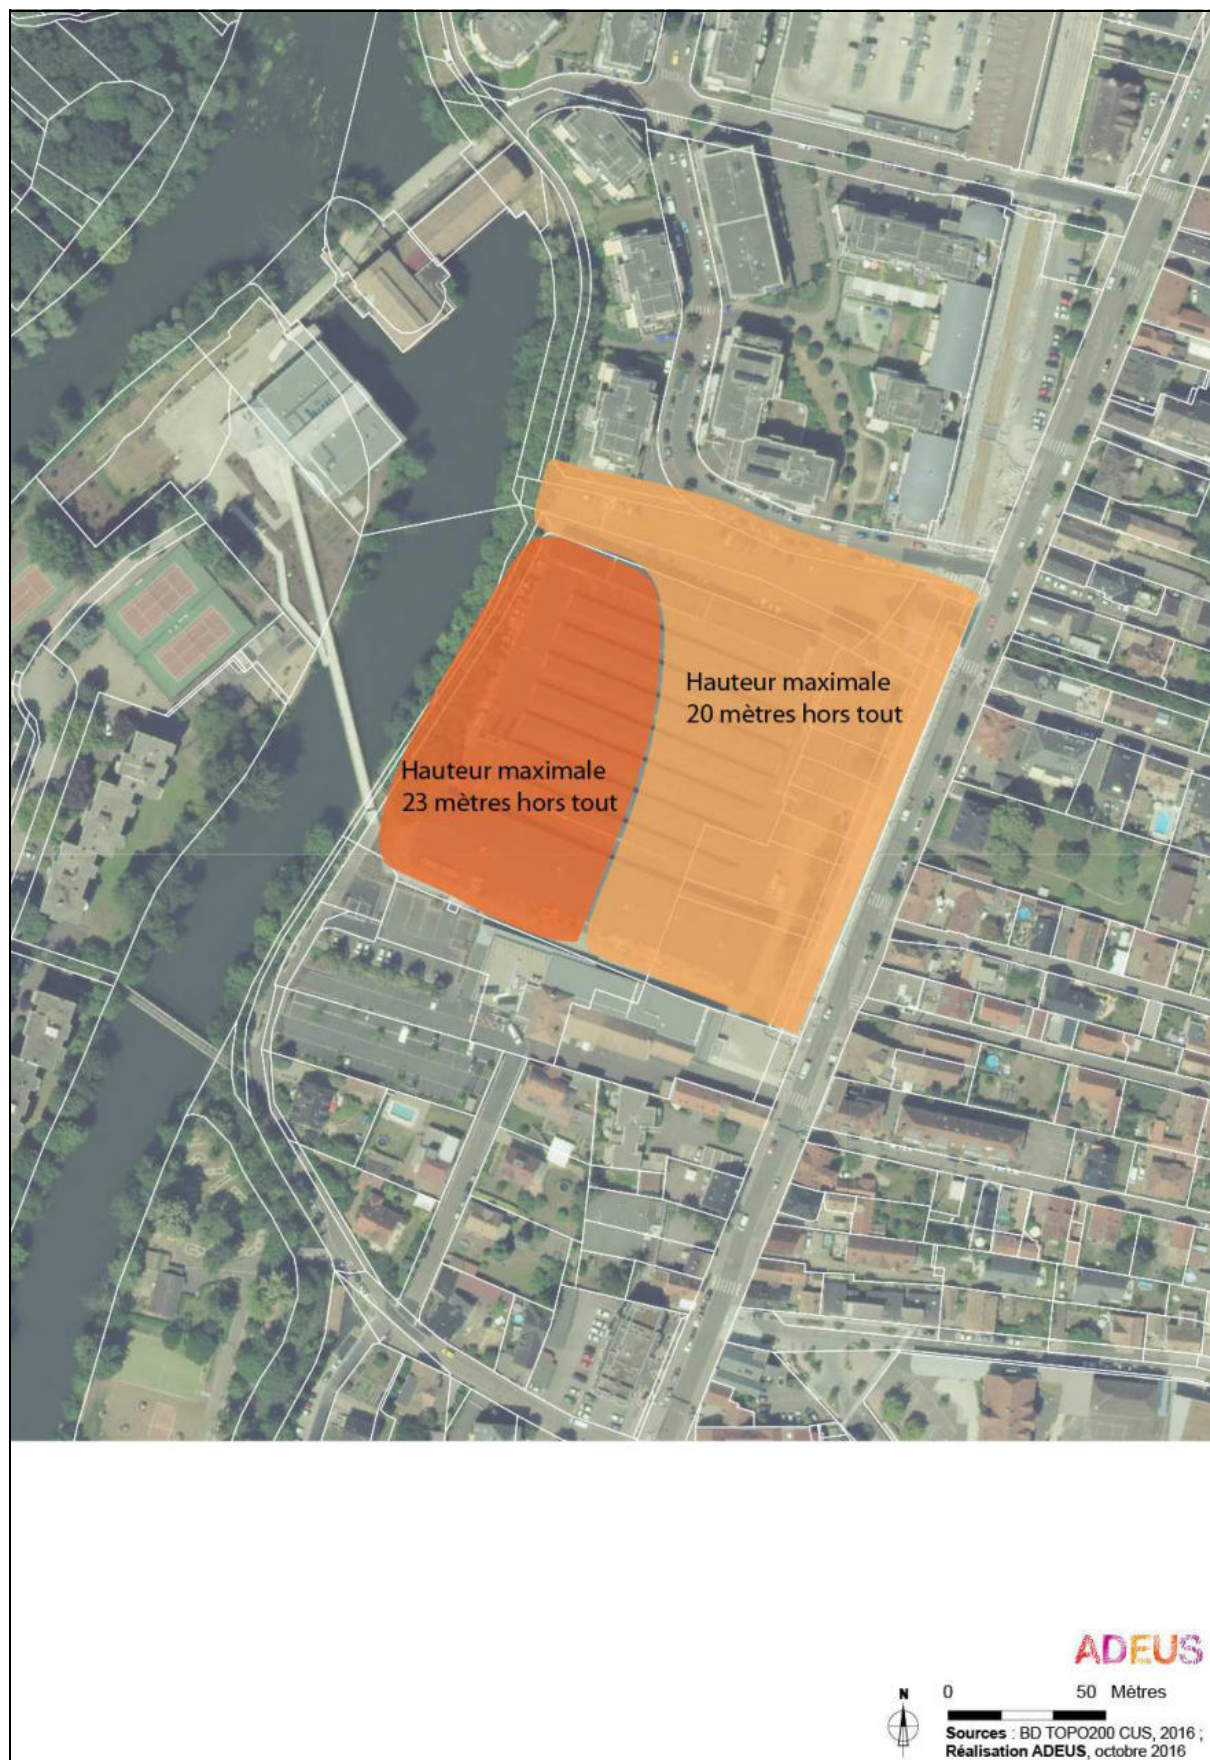 Hauteur maximale
20 mètres hors tout
Hauteur maximale
23 mètres hors tout
ADEUS
N
0 50 Mètres
Sources : BD TOPO200 CUS, 2016 ;
Réalisation ADEUS, octobre 2016